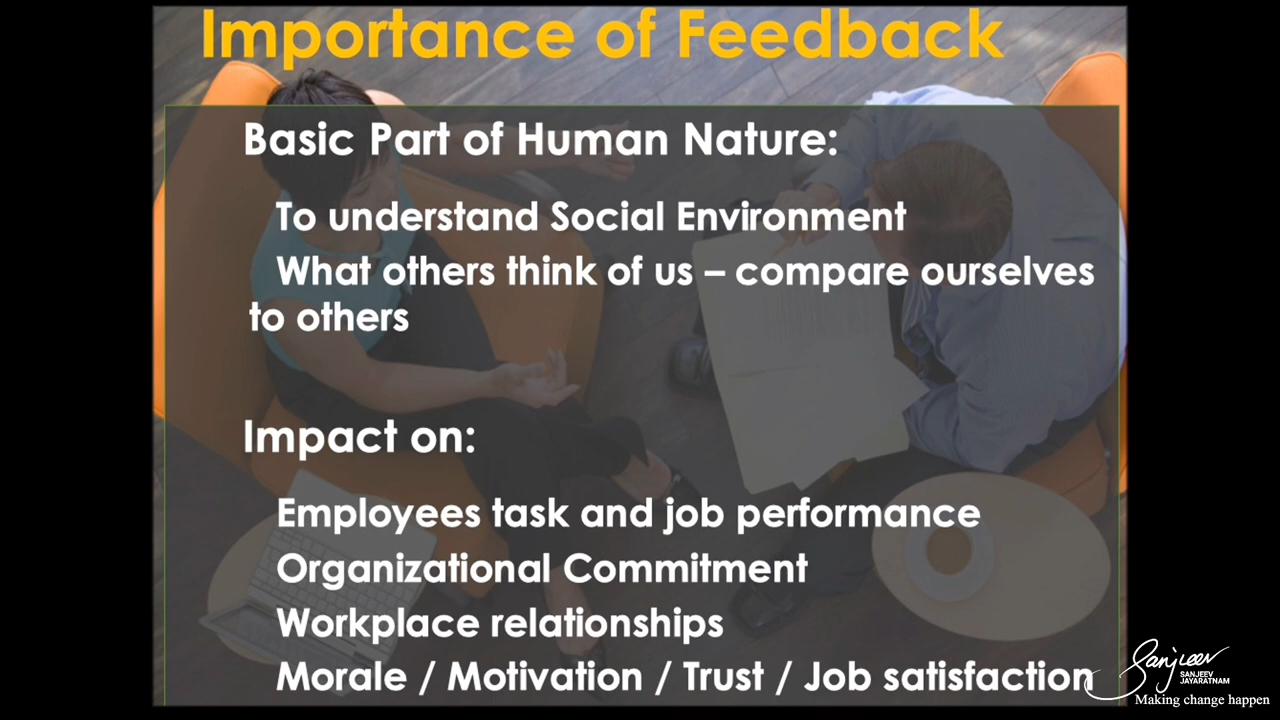 Importance of Feedback
Basic Part of Human Nature:
To understand Social Environment
What others think of us – compare ourselves
to others
Impact on:
Employees task and job performance
Organizational Commitment
Workplace relationships
Morale / Motivation / Trust / Job satisfaction
Sanjeev
SANJEEV
JAYARATNAM
Making change happen